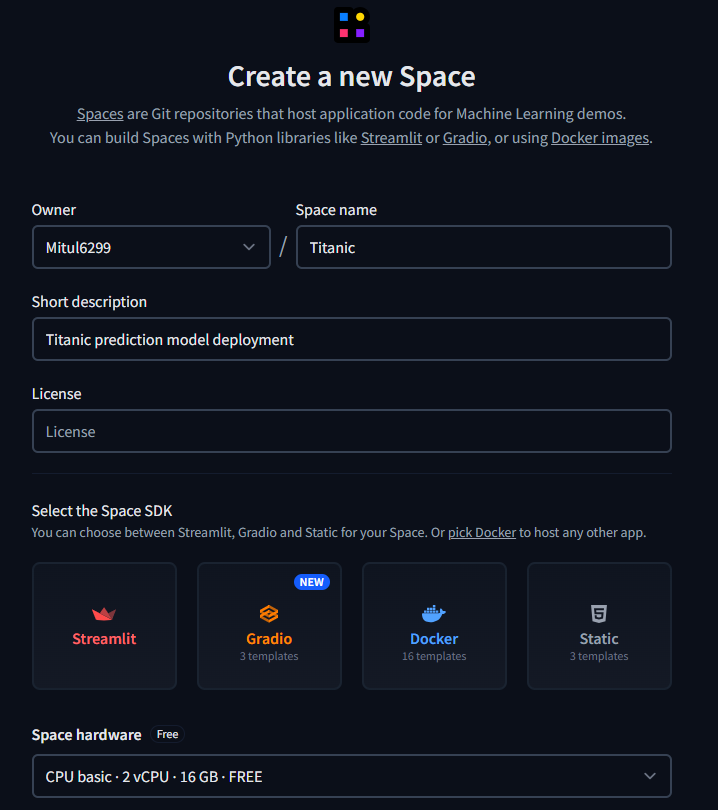 Create a new Space
Spaces are Git repositories that host application code for Machine Learning demos.
You can build Spaces with Python libraries like Streamlit or Gradio, or using Docker images.
Owner
Space name
Mitul6299
/
Titanic
Short description
Titanic prediction model deployment
License
License
Select the Space SDK
You can choose between Streamlit, Gradio and Static for your Space. Or pick Docker to host any other app.
Streamlit
NEW
Gradio
3 templates
Docker
16 templates
Static
3 templates
Space hardware Free
CPU basic · 2 vCPU · 16 GB · FREE